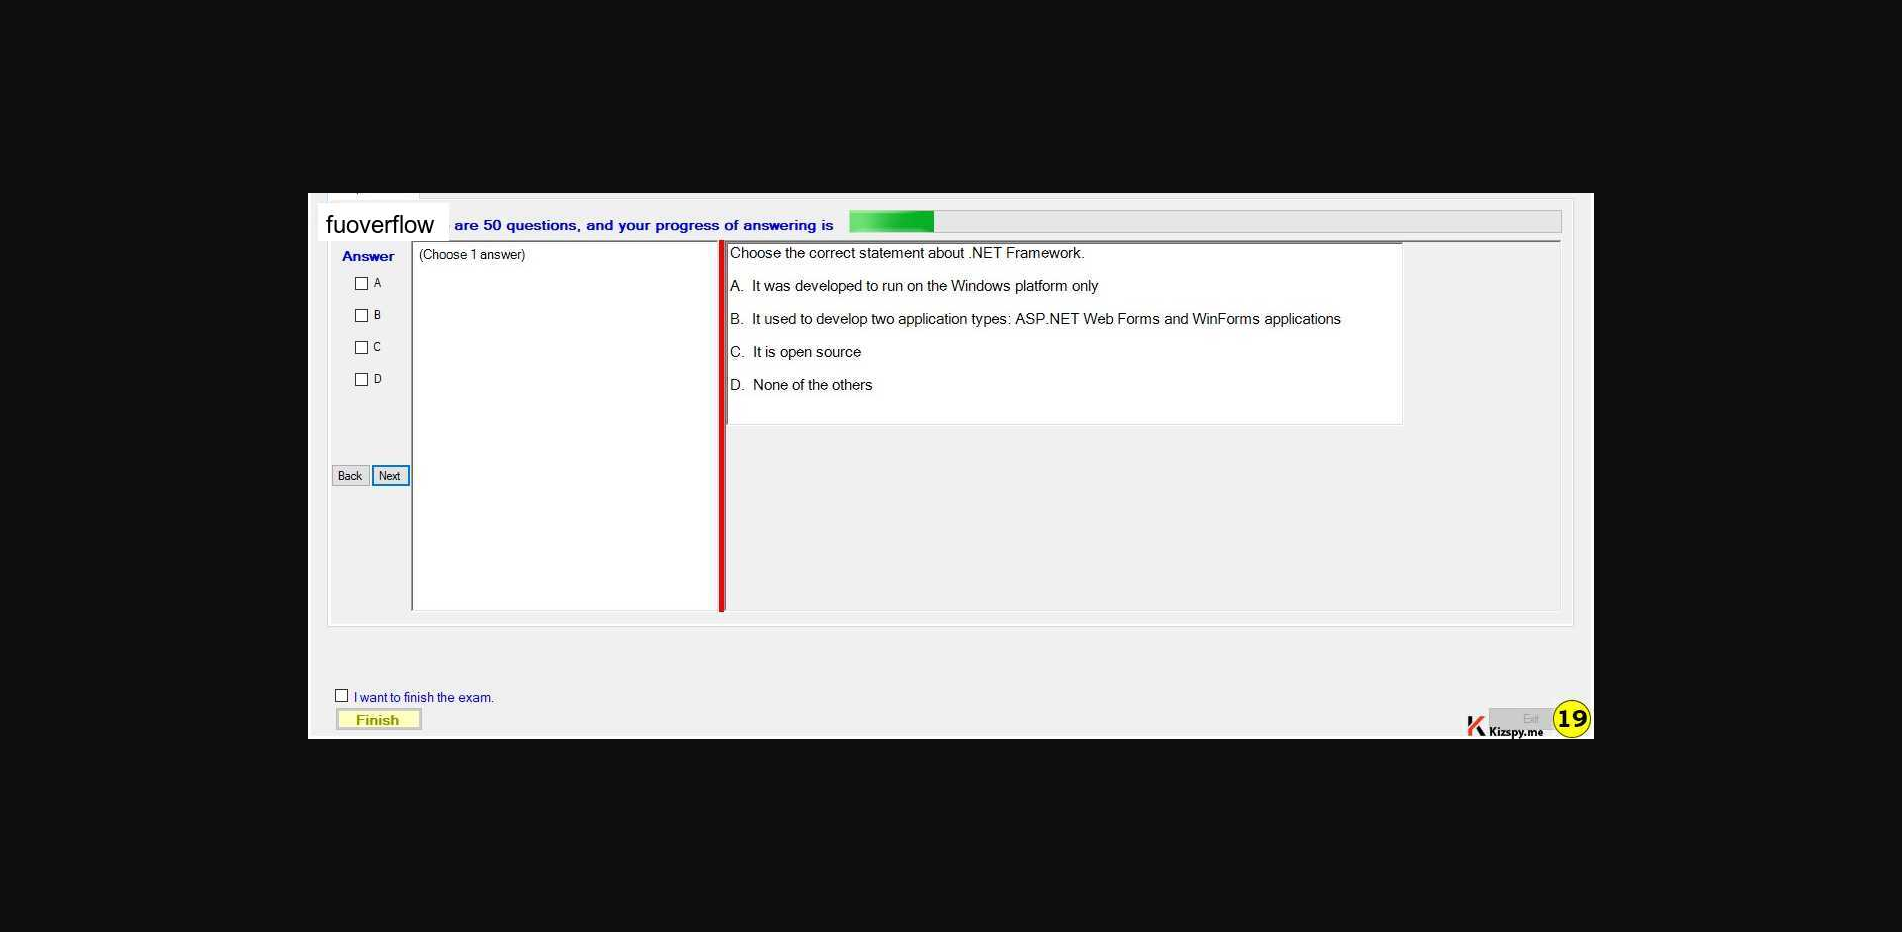 fuoverflow are 50 questions, and your progress of answering is
Answer
(Choose 1 answer)
A
B
C
D
Back Next
Choose the correct statement about .NET Framework.
A. It was developed to run on the Windows platform only
B. It used to develop two application types: ASP.NET Web Forms and WinForms applications
C. It is open source
D. None of the others
I want to finish the exam.
Finish
Exit
Kizspy.me
19